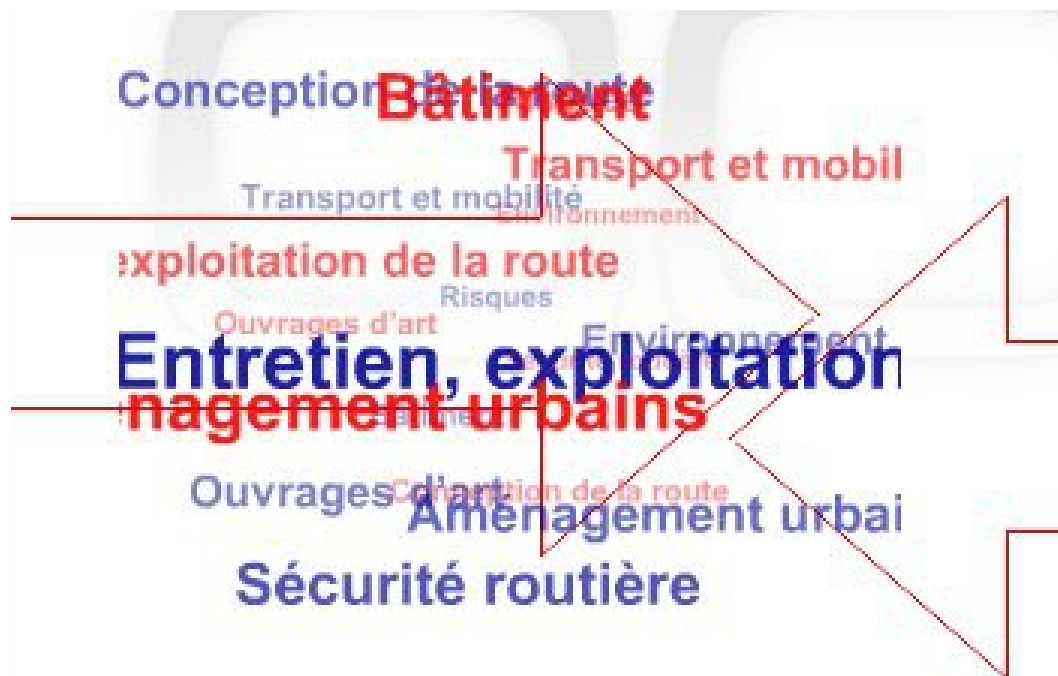 Conception de la route
Bâtiment
Transport et mobil
Transport et mobilité
Environnement
exploitation de la route
Risques
Ouvrages d'art
Environnement
Entretien, exploitation
nagement urbains
Ouvrages d'art
Conception de la route
Aménagement urbai
Sécurité routière